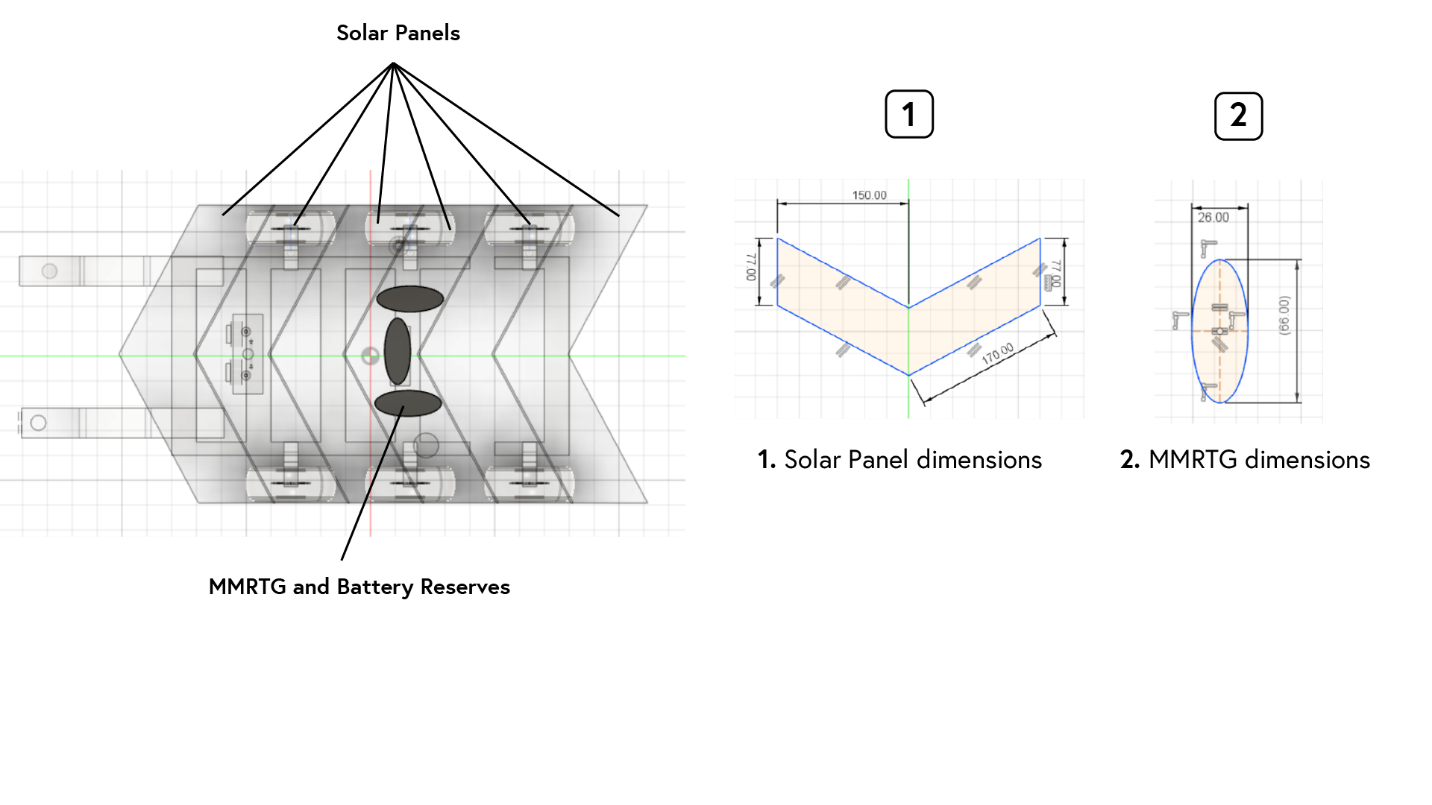 Solar Panels
MMRTG and Battery Reserves
1
150.00
77.00
77.00
170.00
1. Solar Panel dimensions
2
26.00
(66.00)
2. MMRTG dimensions